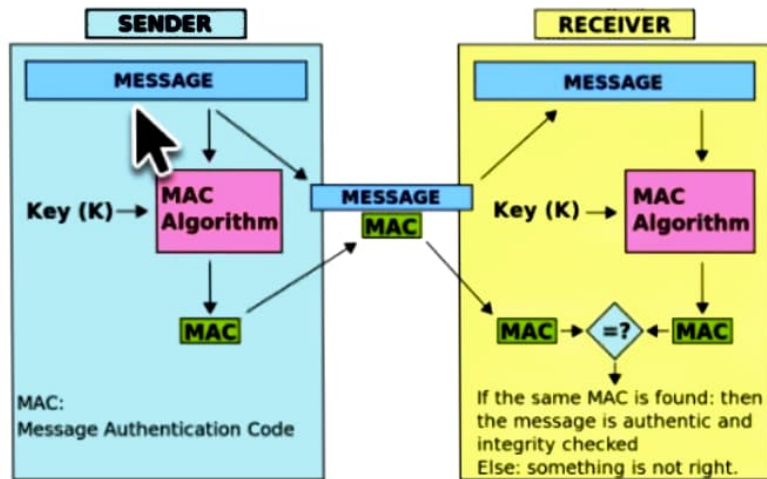 SENDER
RECEIVER
MESSAGE
MESSAGE
Key (K)
MAC
Algorithm
MESSAGE
MAC
Key (K)
MAC
Algorithm
MAC
MAC
=?
MAC
MAC:
Message Authentication Code
If the same MAC is found: then
the message is authentic and
integrity checked
Else: something is not right.